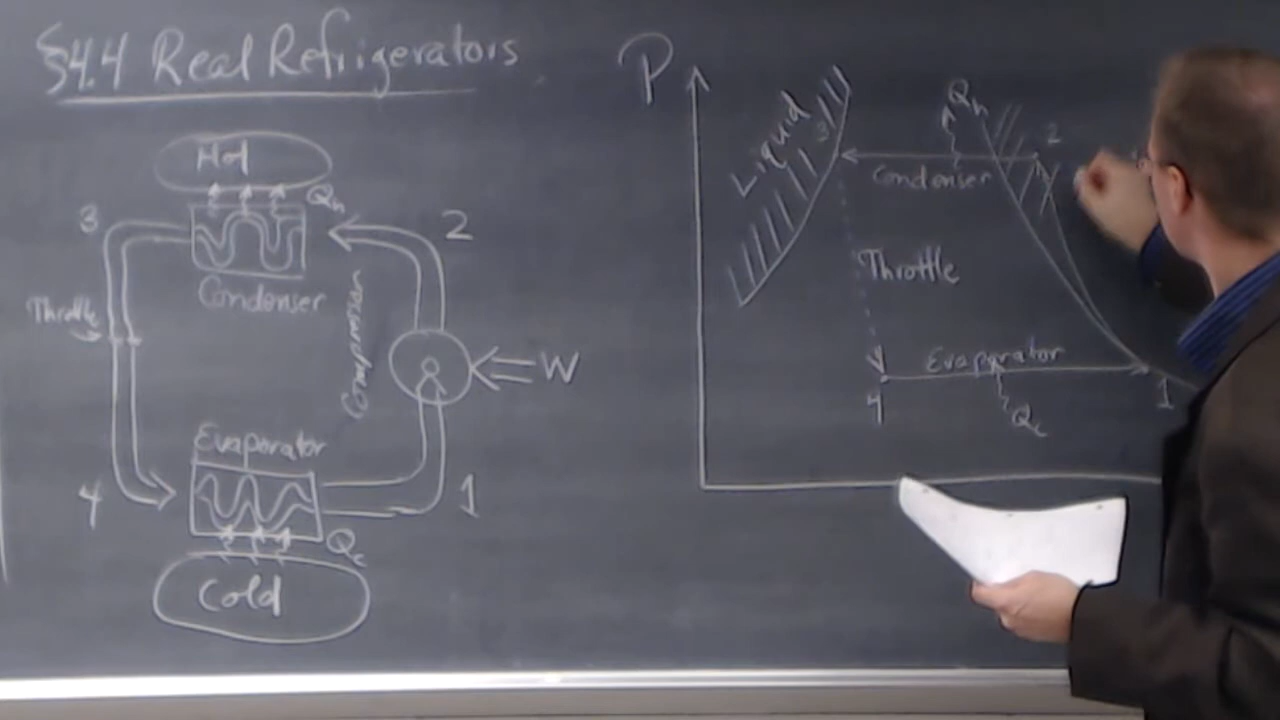 §4.4 Real Refrigerators
Hot
Qh
3
2
Condenser
Throttle
Compressor
W
Evaporator
4
1
Qc
Cold
P
Liquid
3
Qh
2
Condenser
Throttle
Evaporator
4
1
Qc